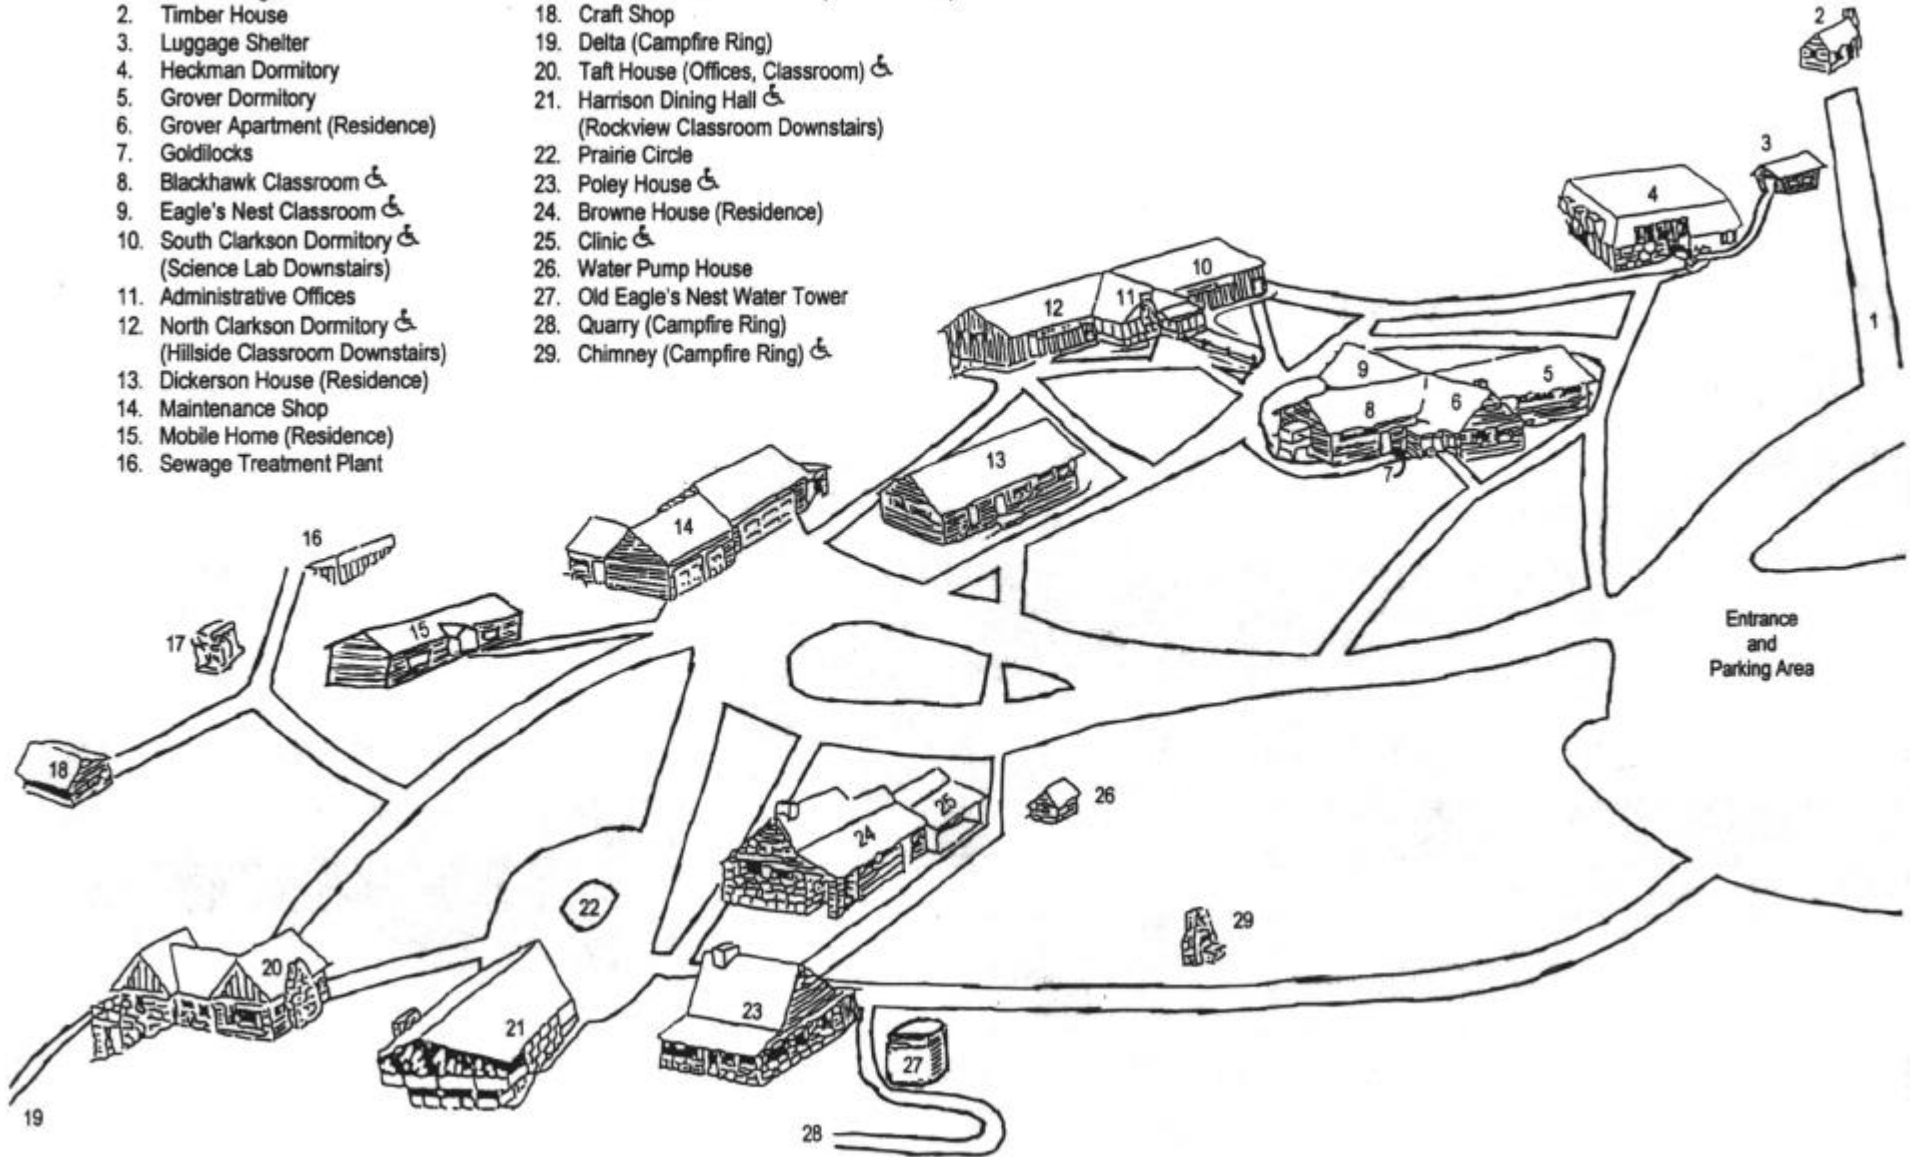 2. Timber House
3. Luggage Shelter
4. Heckman Dormitory
5. Grover Dormitory
6. Grover Apartment (Residence)
7. Goldilocks
8. Blackhawk Classroom ♿
9. Eagle's Nest Classroom ♿
10. South Clarkson Dormitory ♿
(Science Lab Downstairs)
11. Administrative Offices
12. North Clarkson Dormitory ♿
(Hillside Classroom Downstairs)
13. Dickerson House (Residence)
14. Maintenance Shop
15. Mobile Home (Residence)
16. Sewage Treatment Plant
18. Craft Shop
19. Delta (Campfire Ring)
20. Taft House (Offices, Classroom) ♿
21. Harrison Dining Hall ♿
(Rockview Classroom Downstairs)
22. Prairie Circle
23. Poley House ♿
24. Browne House (Residence)
25. Clinic ♿
26. Water Pump House
27. Old Eagle's Nest Water Tower
28. Quarry (Campfire Ring)
29. Chimney (Campfire Ring) ♿
2
3
4
1
10
11
12
9
5
8
6
7
13
14
16
15
17
Entrance
and
Parking Area
18
26
25
24
22
29
20
23
21
27
19
28